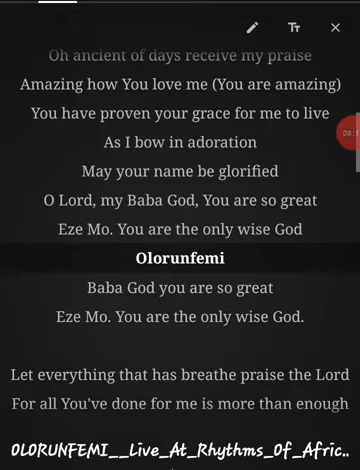 Oh ancient of days receive my praise
Amazing how You love me (You are amazing)
You have proven your grace for me to live
As I bow in adoration
May your name be glorified
O Lord, my Baba God, You are so great
Eze Mo. You are the only wise God
Olorunfemi
Baba God you are so great
Eze Mo. You are the only wise God.
Let everything that has breathe praise the Lord
For all You've done for me is more than enough
OLORUNFEMI__Live_At_Rhythms_Of_Afric..